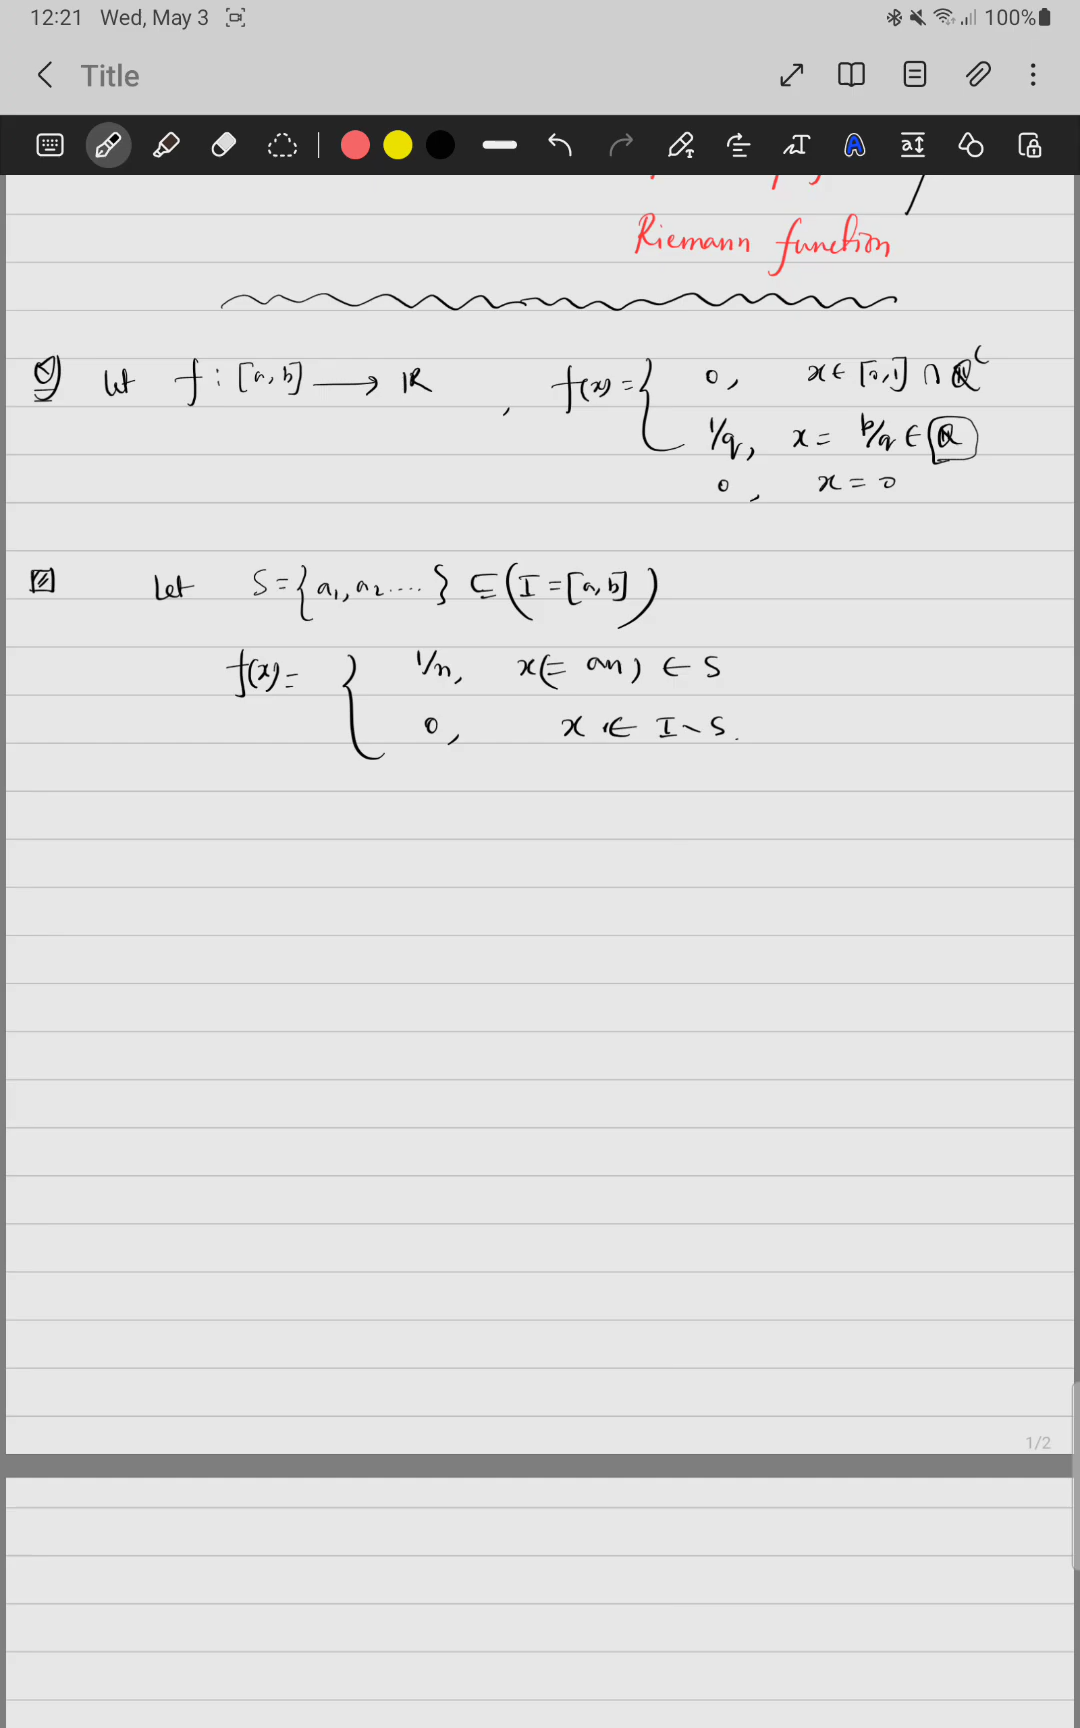 12:21 Wed, May 3 100%
Title
Riemann function
Let f : [a, b] → ℝ , f(x) = { 0, x ∈ [0,1] ∩ ℚᶜ
1/q, x = p/q ∈ ℚ
0, x = 0
Let S = { a₁, a₂ .... } ⊆ (I = [a, b])
f(x) = { 1/n, x (= an) ∈ S
0, x ∈ I \ S.
1/2